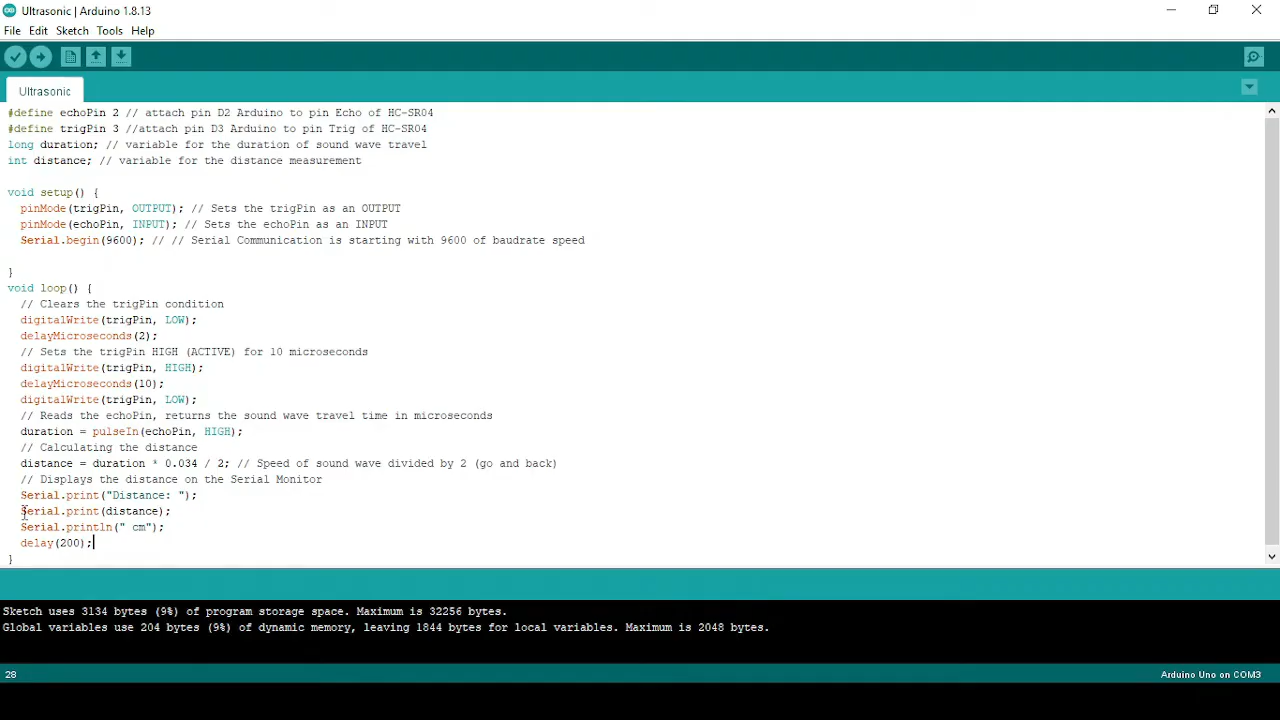 Ultrasonic | Arduino 1.8.13
File Edit Sketch Tools Help
Ultrasonic
#define echoPin 2 // attach pin D2 Arduino to pin Echo of HC-SR04
#define trigPin 3 //attach pin D3 Arduino to pin Trig of HC-SR04
long duration; // variable for the duration of sound wave travel
int distance; // variable for the distance measurement
void setup() {
pinMode(trigPin, OUTPUT); // Sets the trigPin as an OUTPUT
pinMode(echoPin, INPUT); // Sets the echoPin as an INPUT
Serial.begin(9600); // // Serial Communication is starting with 9600 of baudrate speed
}
void loop() {
// Clears the trigPin condition
digitalWrite(trigPin, LOW);
delayMicroseconds(2);
// Sets the trigPin HIGH (ACTIVE) for 10 microseconds
digitalWrite(trigPin, HIGH);
delayMicroseconds(10);
digitalWrite(trigPin, LOW);
// Reads the echoPin, returns the sound wave travel time in microseconds
duration = pulseIn(echoPin, HIGH);
// Calculating the distance
distance = duration * 0.034 / 2; // Speed of sound wave divided by 2 (go and back)
// Displays the distance on the Serial Monitor
Serial.print("Distance: ");
Serial.print(distance);
Serial.println(" cm");
delay(200);
}
Sketch uses 3134 bytes (9%) of program storage space. Maximum is 32256 bytes.
Global variables use 204 bytes (9%) of dynamic memory, leaving 1844 bytes for local variables. Maximum is 2048 bytes.
28
Arduino Uno on COM3